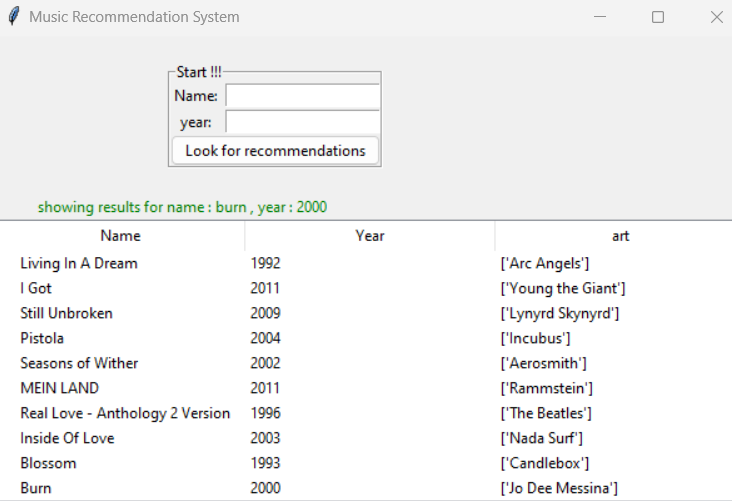 Music Recommendation System
Start !!!
Name:
year:
Look for recommendations
showing results for name : burn , year : 2000
Name Year art
Living In A Dream 1992 ['Arc Angels']
I Got 2011 ['Young the Giant']
Still Unbroken 2009 ['Lynyrd Skynyrd']
Pistola 2004 ['Incubus']
Seasons of Wither 2002 ['Aerosmith']
MEIN LAND 2011 ['Rammstein']
Real Love - Anthology 2 Version 1996 ['The Beatles']
Inside Of Love 2003 ['Nada Surf']
Blossom 1993 ['Candlebox']
Burn 2000 ['Jo Dee Messina']